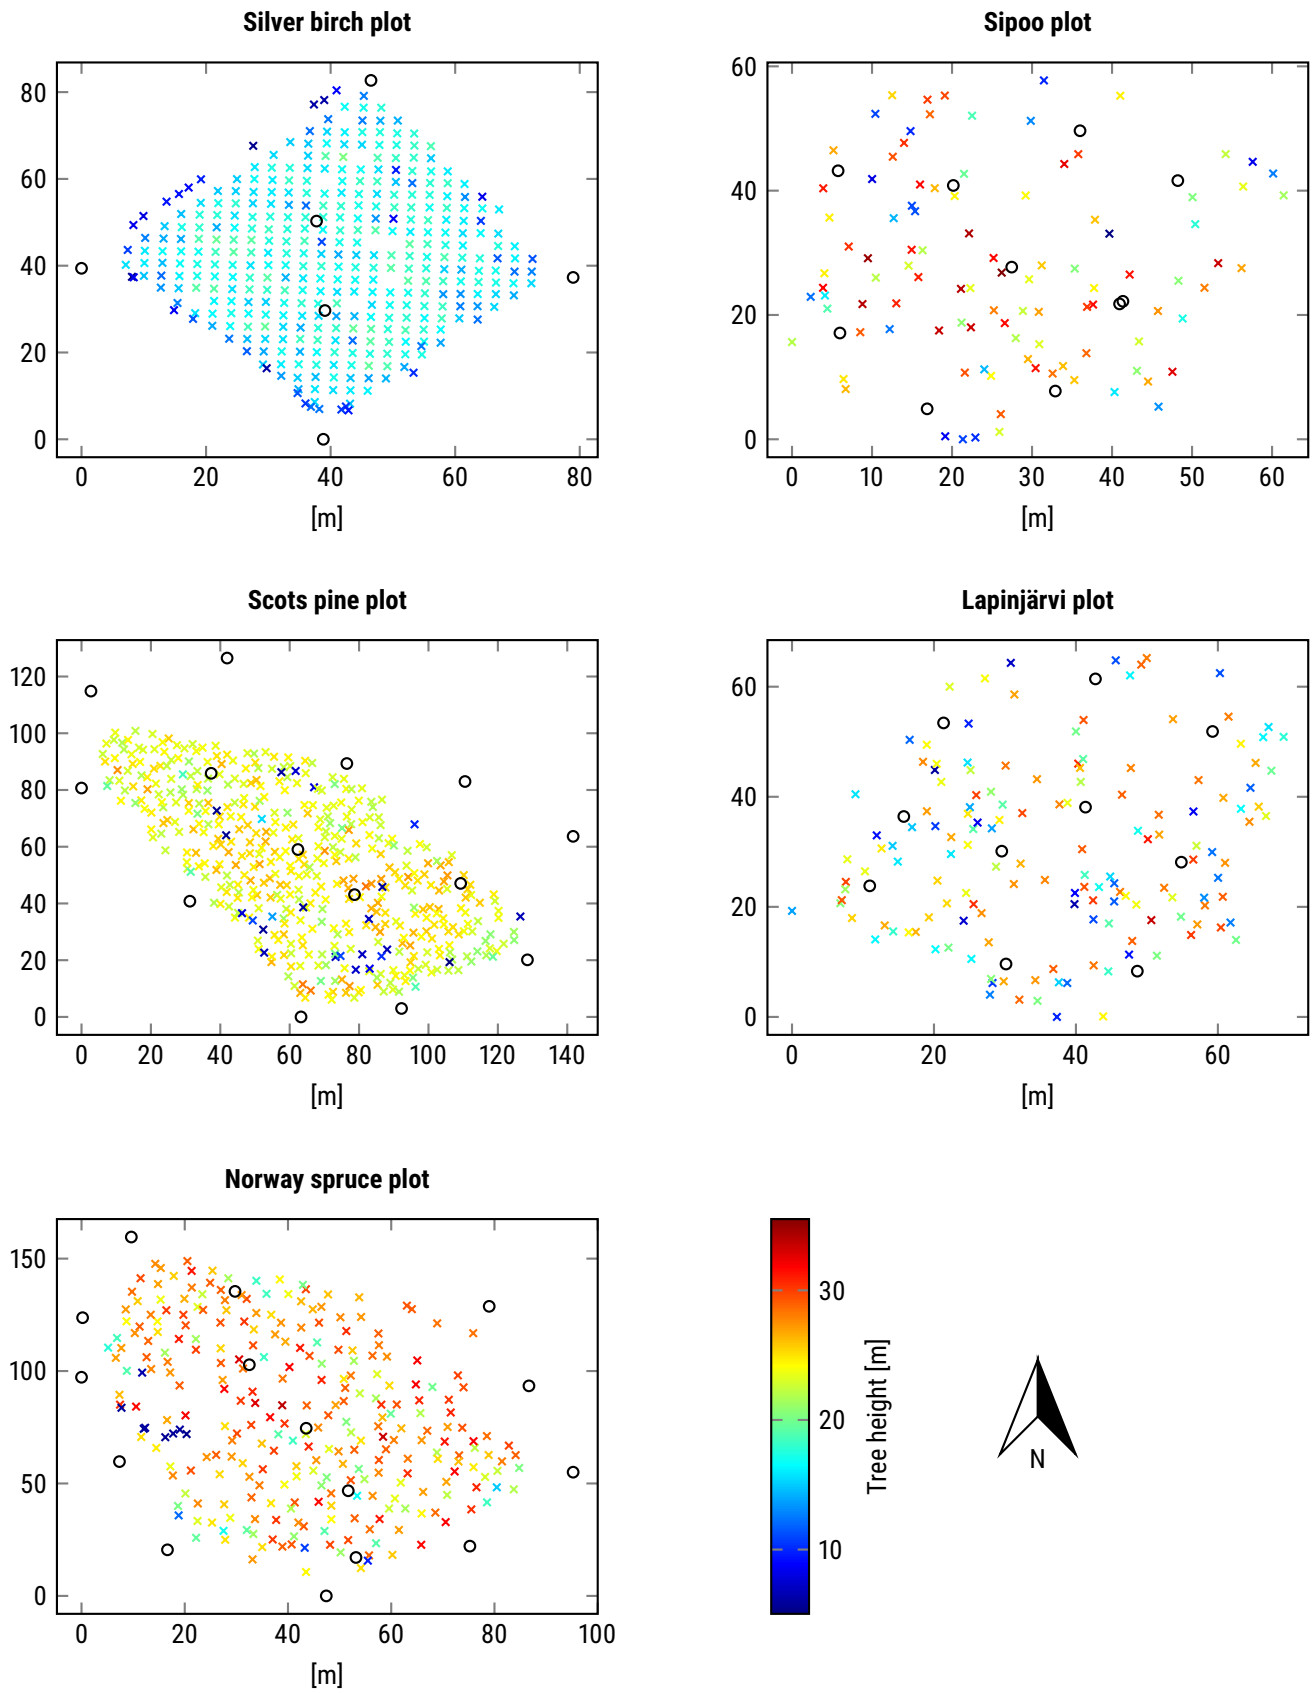 Silver birch plot
80
60
40
20
0
0 20 40 60 80
[m]
Sipoo plot
60
40
20
0
0 10 20 30 40 50 60
[m]
Scots pine plot
120
100
80
60
40
20
0
0 20 40 60 80 100 120 140
[m]
Lapinjärvi plot
60
40
20
0
0 20 40 60
[m]
Norway spruce plot
150
100
50
0
0 20 40 60 80 100
[m]
30
20
10
Tree height [m]
N